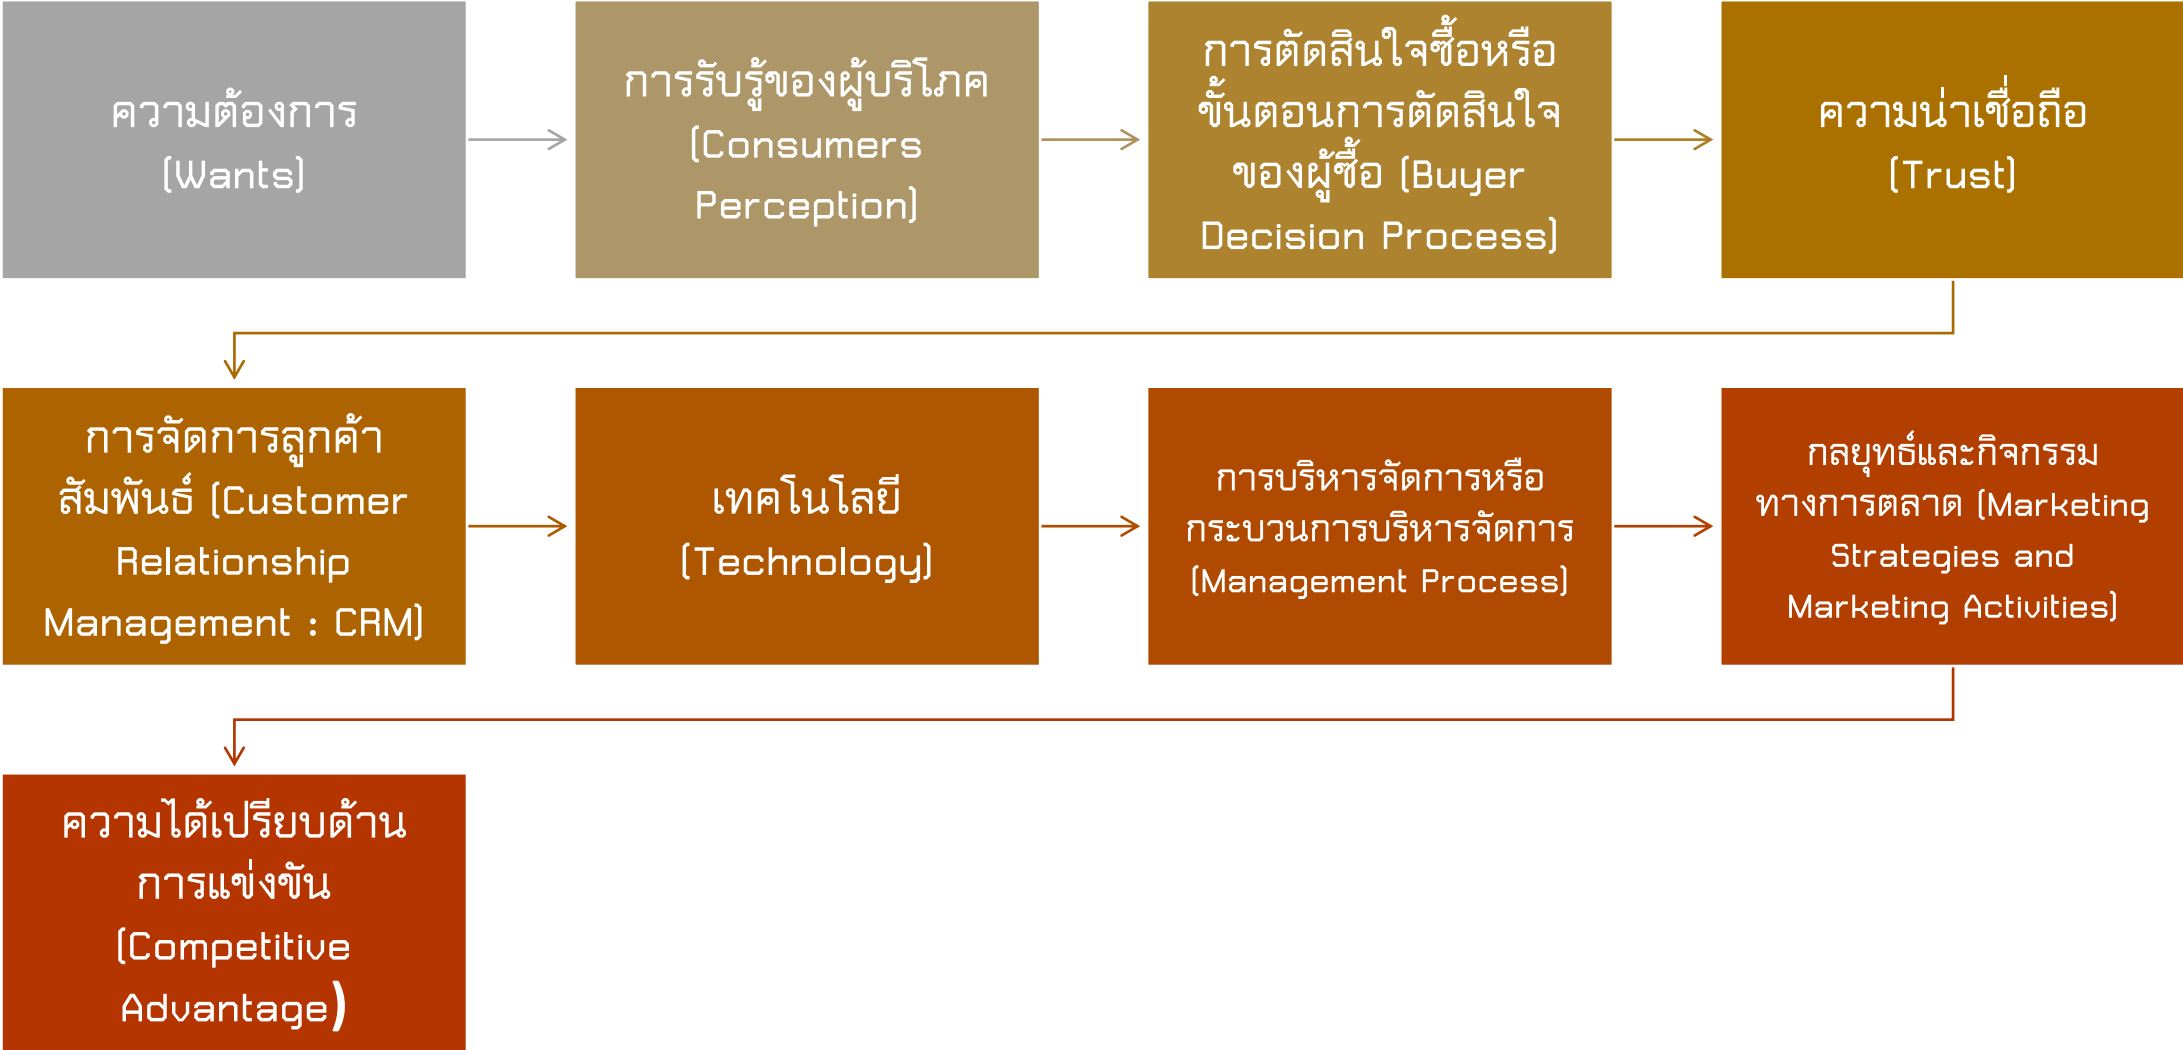 ความต้องการ
(Wants)
การรับรู้ของผู้บริโภค
(Consumers
Perception)
การตัดสินใจซื้อหรือ
ขั้นตอนการตัดสินใจ
ของผู้ซื้อ (Buyer
Decision Process)
ความน่าเชื่อถือ
(Trust)
การจัดการลูกค้า
สัมพันธ์ (Customer
Relationship
Management : CRM)
เทคโนโลยี
(Technology)
การบริหารจัดการหรือ
กระบวนการบริหารจัดการ
(Management Process)
กลยุทธ์และกิจกรรม
ทางการตลาด (Marketing
Strategies and
Marketing Activities)
ความได้เปรียบด้าน
การแข่งขัน
(Competitive
Advantage)